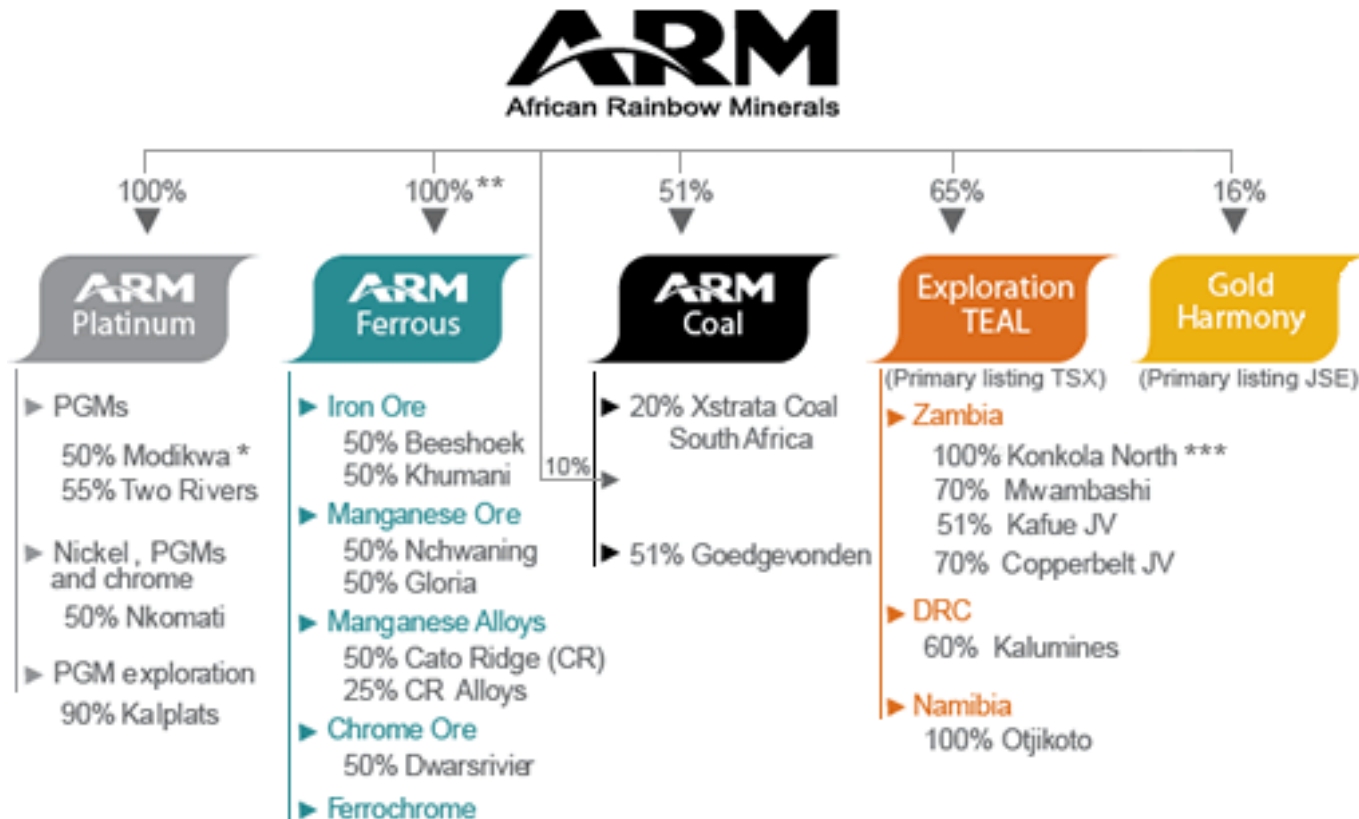 ARM
African Rainbow Minerals
100%
100%**
51%
65%
16%
ARM
Platinum
ARM
Ferrous
ARM
Coal
Exploration
TEAL
Gold
Harmony
(Primary listing TSX)
(Primary listing JSE)
PGMs
50% Modikwa *
55% Two Rivers
Nickel, PGMs
and chrome
50% Nkomati
PGM exploration
90% Kalplats
Iron Ore
50% Beeshoek
50% Khumani
Manganese Ore
50% Nchwaning
50% Gloria
Manganese Alloys
50% Cato Ridge (CR)
25% CR Alloys
Chrome Ore
50% Dwarsrivier
Ferrochrome
20% Xstrata Coal
South Africa
10%
51% Goedgevonden
Zambia
100% Konkola North ***
70% Mwambashi
51% Kafue JV
70% Copperbelt JV
DRC
60% Kalumines
Namibia
100% Otjikoto